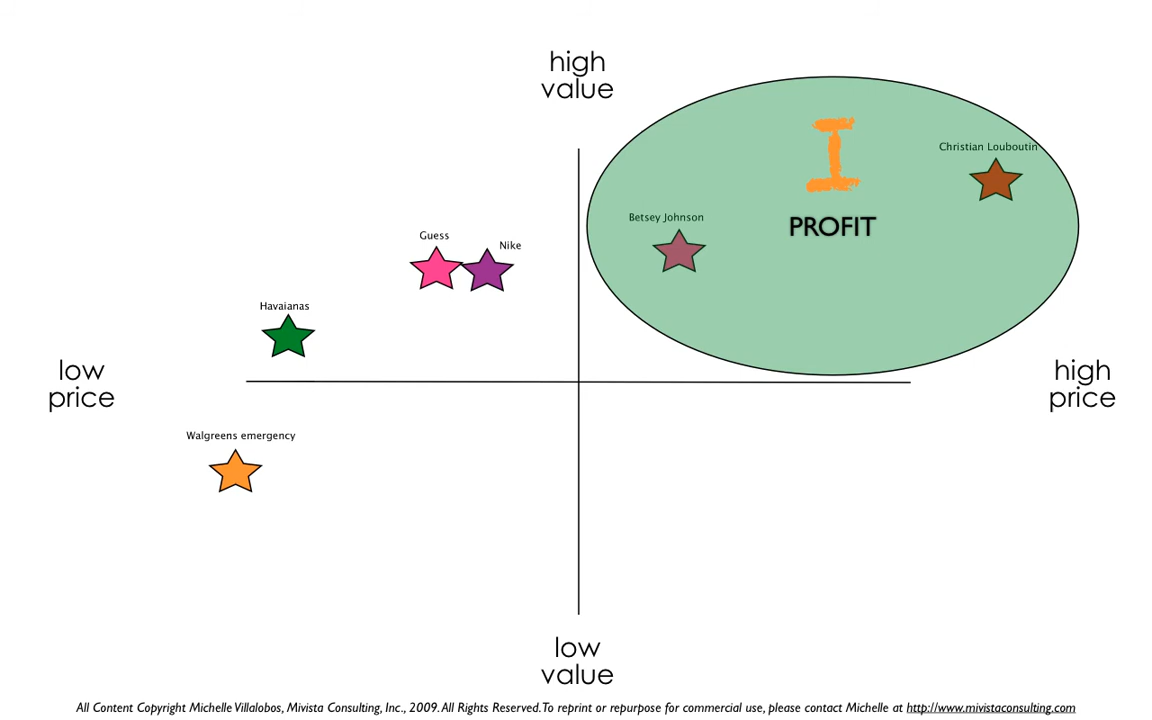 high
value
I
Christian Louboutin
Betsey Johnson
PROFIT
Guess
Nike
Havaianas
low
price
high
price
Walgreens emergency
low
value
All Content Copyright Michelle Villalobos, Mivista Consulting, Inc., 2009. All Rights Reserved. To reprint or repurpose for commercial use, please contact Michelle at http://www.mivistaconsulting.com